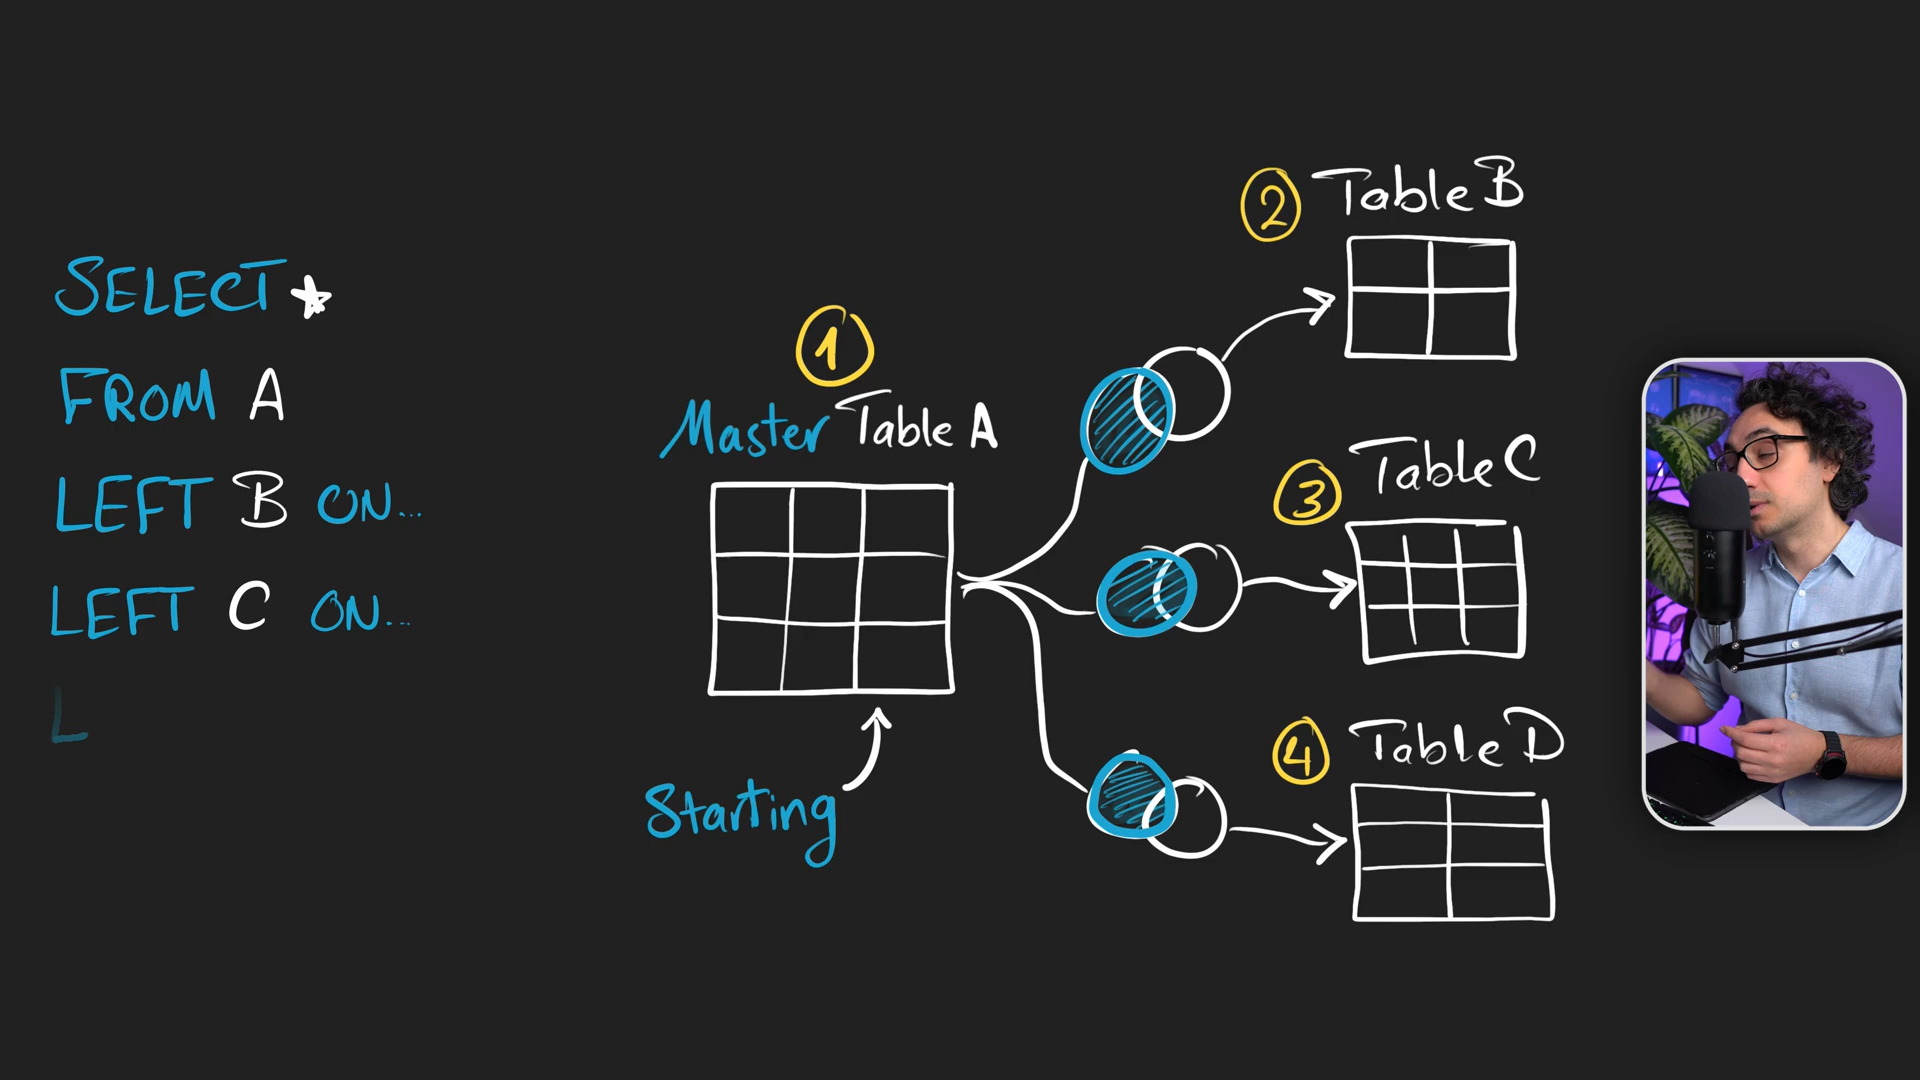 SELECT *
FROM A
LEFT B ON...
LEFT C ON...
L
1
Master Table A
Starting
2 Table B
3 Table C
4 Table D